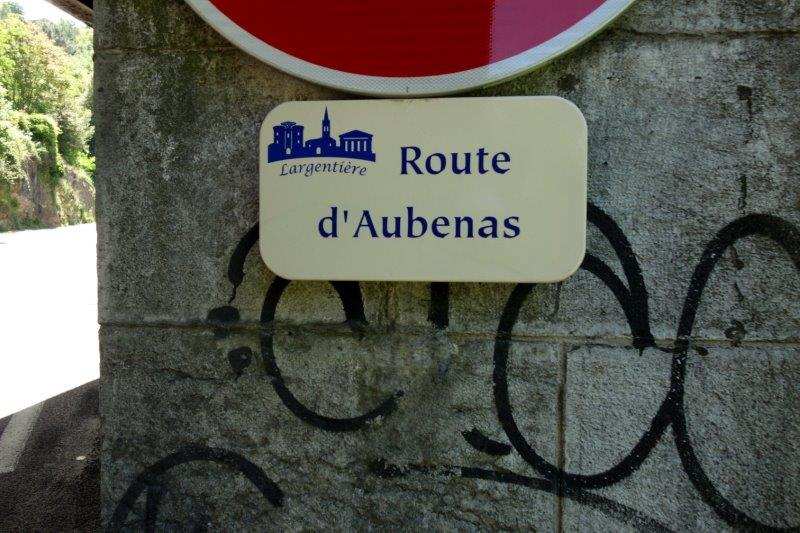 Largentière
Route
d'Aubenas